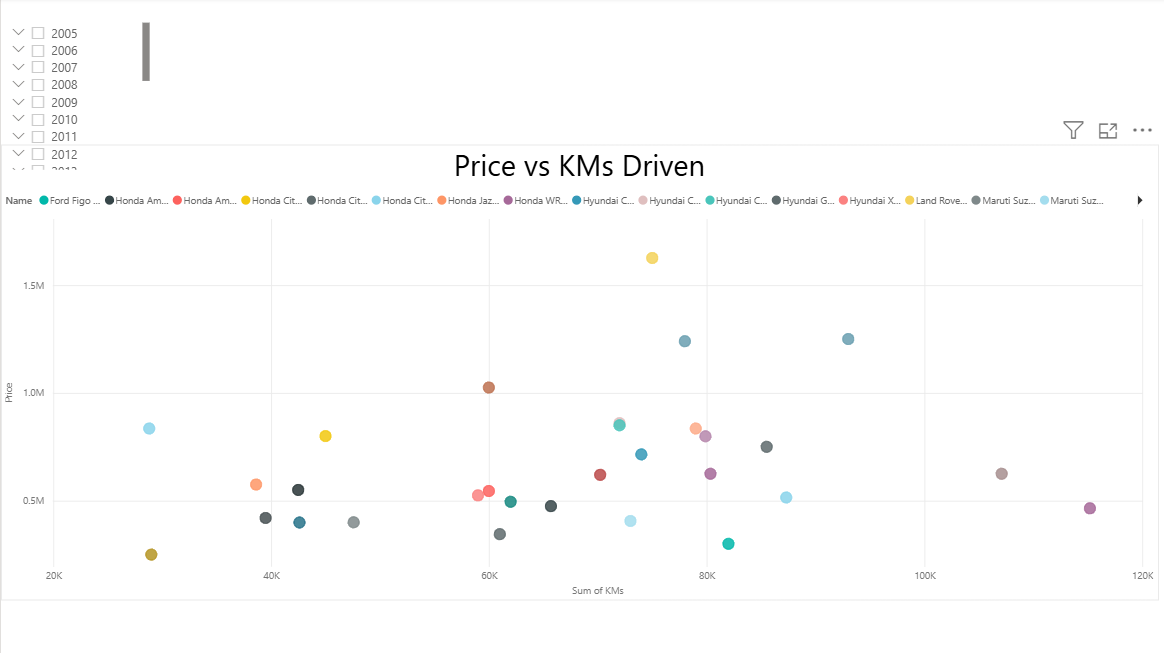 2005
2006
2007
2008
2009
2010
2011
2012
Price vs KMs Driven
Name Ford Figo ... Honda Am... Honda Am... Honda Cit... Honda Cit... Honda Cit... Honda Jaz... Honda WR... Hyundai C... Hyundai C... Hyundai C... Hyundai G... Hyundai X... Land Rove... Maruti Suz... Maruti Suz...
1.5M
1.0M
Price
0.5M
20K 40K 60K 80K 100K 120K
Sum of KMs